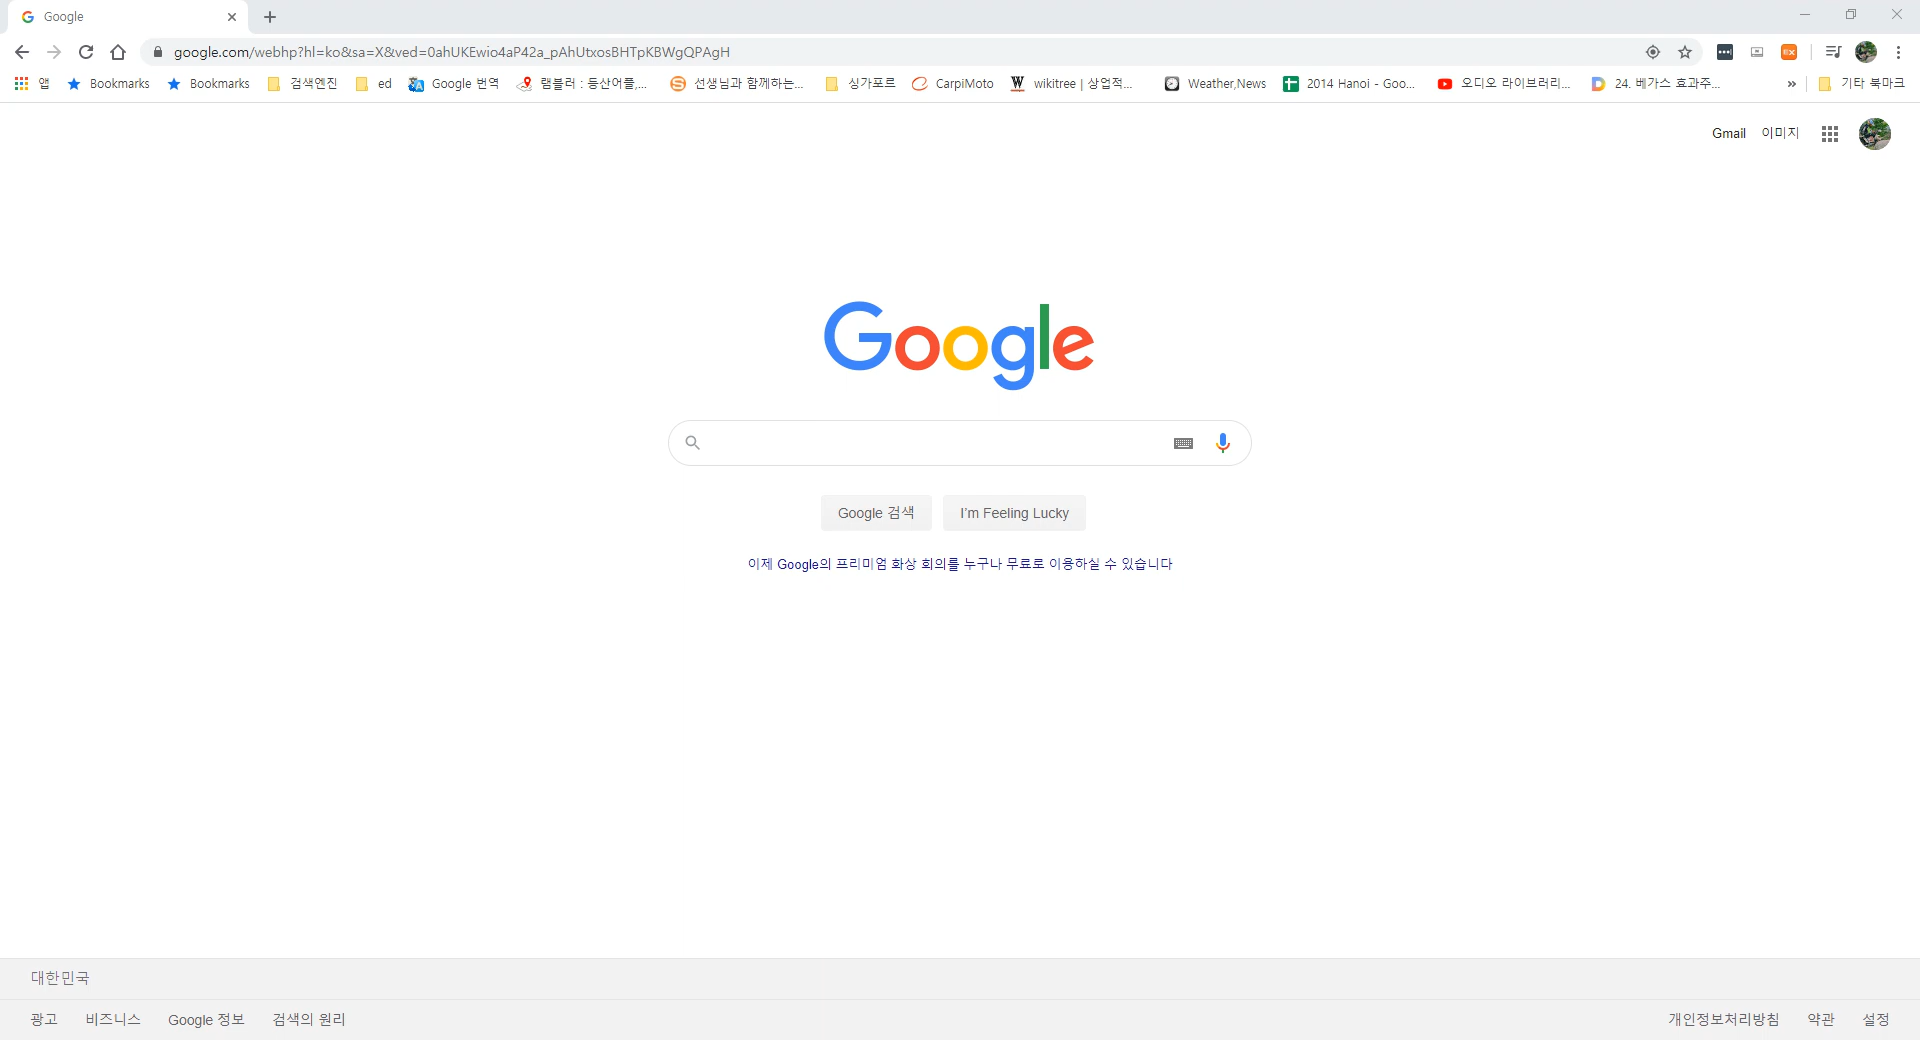 Google
google.com/webhp?hl=ko&sa=X&ved=0ahUKEwio4aP42a_pAhUtxosBHTpKBWgQPAgH
앱 Bookmarks Bookmarks 검색엔진 ed Google 번역 램블러 : 등산어플,... 선생님과 함께하는... 싱가포르 CarpiMoto wikitree | 상업적... Weather,News 2014 Hanoi - Goo... 오디오 라이브러리... 24. 베가스 효과주... » 기타 북마크
Gmail 이미지
Google
Google 검색 I'm Feeling Lucky
이제 Google의 프리미엄 화상 회의를 누구나 무료로 이용하실 수 있습니다
대한민국
광고 비즈니스 Google 정보 검색의 원리 개인정보처리방침 약관 설정